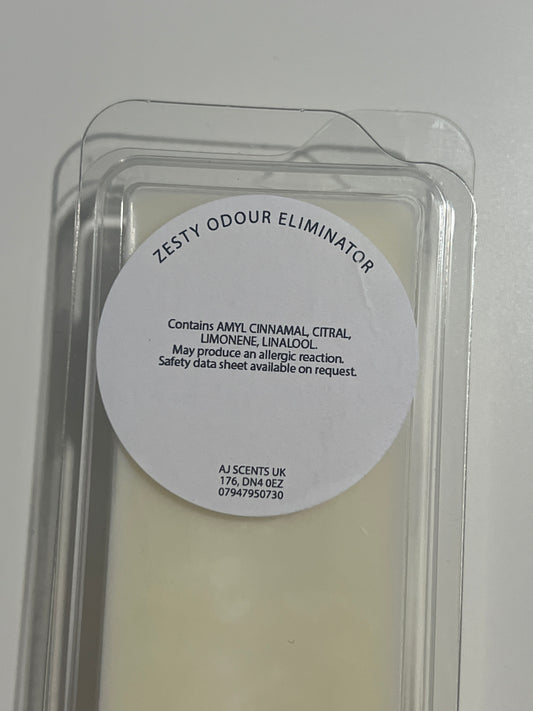 ZESTY ODOUR ELIMINATOR
Contains AMYL CINNAMAL, CITRAL,
LIMONENE, LINALOOL.
May produce an allergic reaction.
Safety data sheet available on request.
AJ SCENTS UK
176, DN4 0EZ
07947950730